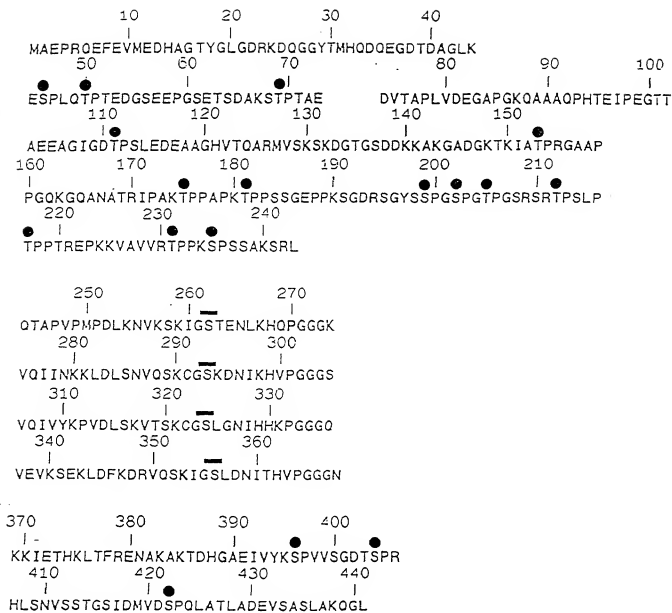 10 20 30 40
MAEPRQEFEVMEDHAGTYGLGDRKDQGGYTMHQDQEGDTDAGLK
50 60 70 80 90 100
ESPLQTPTEDGSEEPGSETSDAKSTPTAE DVTAPLVDEGAPGKQAAAQPHTEIPEGTT
110 120 130 140 150
AEEAGIGDTPSLEDEAAGHVTQARMVSKSKDGTGSDDKKAKGADGKTKIATPRGAAP
160 170 180 190 200 210
PGQKGQANATRIPAKTPPAPKTPPSSGEPPKSGDRSGYSSPGSPGTPGSRSRTPSLP
220 230 240
TPPTREPKKVAVVRTPPKSPSSAKSRL
250 260 270
QTAPVPMPDLKNVKSKIGSTENLKHQPGGGK
280 290 300
VQIINKKLDLSNVQSKCGSKDNIKHVPGGGS
310 320 330
VQIVYKPVDLSKVTSKCGSLGNIHHKPGGGQ
340 350 360
VEVKSEKLDFKDRVQSKIGSLDNITHVPGGGN
370 380 390 400
KKIETHKLTFRENAKAKTDHGAEIVYKSPVVSGDTSPR
410 420 430 440
HLSNVSSTGSIDMVDSPQLATLADEVSASLAKQGL